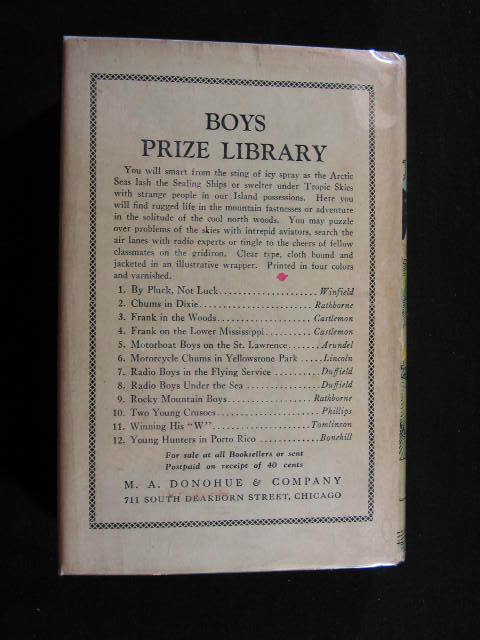 BOYS
PRIZE LIBRARY
You will smart from the sting of icy spray as the Arctic
Seas lash the Sealing Ships or swelter under Tropic Skies
with strange people in our Island possessions. Here you
will find rugged life in the mountain fastnesses or adventure
in the solitude of the cool north woods. You may puzzle
over problems of the skies with intrepid aviators, search the
air lanes with radio experts or tingle to the cheers of fellow
classmates on the gridiron. Clear type, cloth bound and
jacketed in an illustrative wrapper. Printed in four colors
and varnished.
1. By Pluck, Not Luck.....................Winfield
2. Chums in Dixie.........................Rathborne
3. Frank in the Woods.....................Castlemon
4. Frank on the Lower Mississippi..........Castlemon
5. Motorboat Boys on the St. Lawrence.......Arundel
6. Motorcycle Chums in Yellowstone Park .....Lincoln
7. Radio Boys in the Flying Service ..........Duffield
8. Radio Boys Under the Sea ................Duffield
9. Rocky Mountain Boys....................Rathborne
10. Two Young Crusoes.......................Phillips
11. Winning His "W".......................Tomlinson
12. Young Hunters in Porto Rico .............Bonehill
For sale at all Booksellers or sent
Postpaid on receipt of 40 cents
M. A. DONOHUE & COMPANY
711 SOUTH DEARBORN STREET, CHICAGO